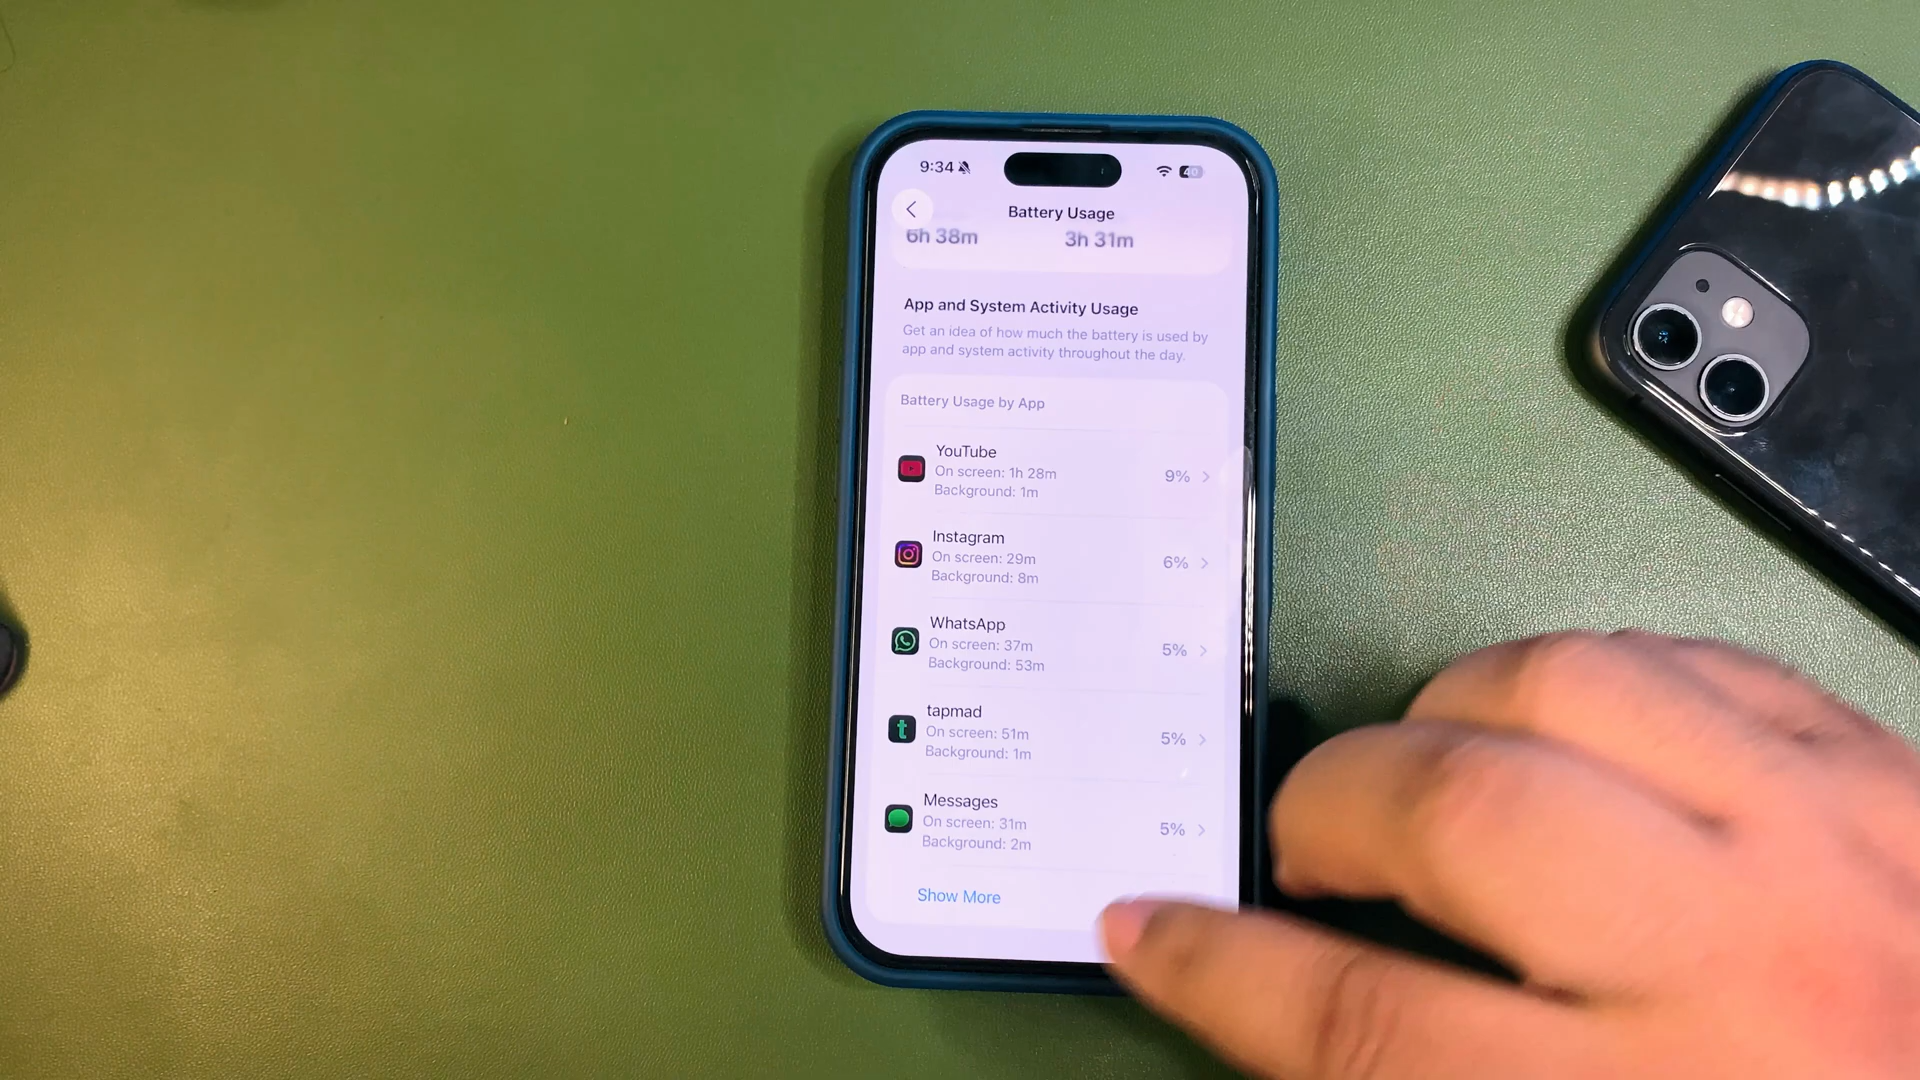 9:34
40
Battery Usage
6h 38m 3h 31m
App and System Activity Usage
Get an idea of how much the battery is used by
app and system activity throughout the day.
Battery Usage by App
YouTube
On screen: 1h 28m
Background: 1m
9%
Instagram
On screen: 29m
Background: 8m
6%
WhatsApp
On screen: 37m
Background: 53m
5%
t
tapmad
On screen: 51m
Background: 1m
5%
Messages
On screen: 31m
Background: 2m
5%
Show More